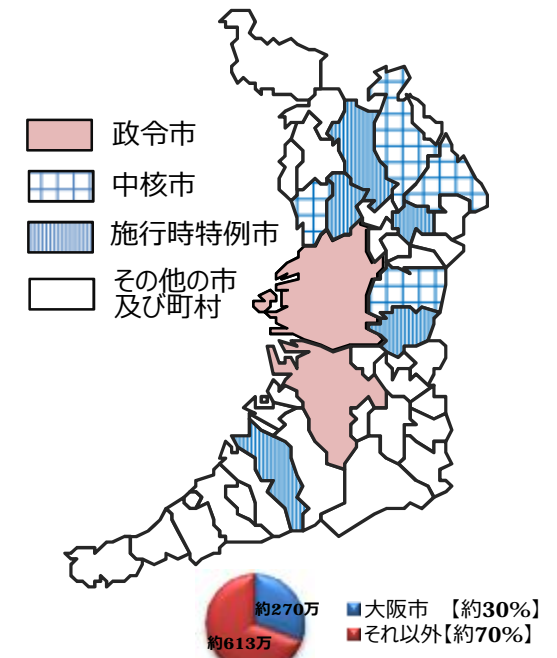 政令市
中核市
施行時特例市
その他の市
及び町村
約270万
約613万
大阪市 【約30%】
それ以外【約70%】